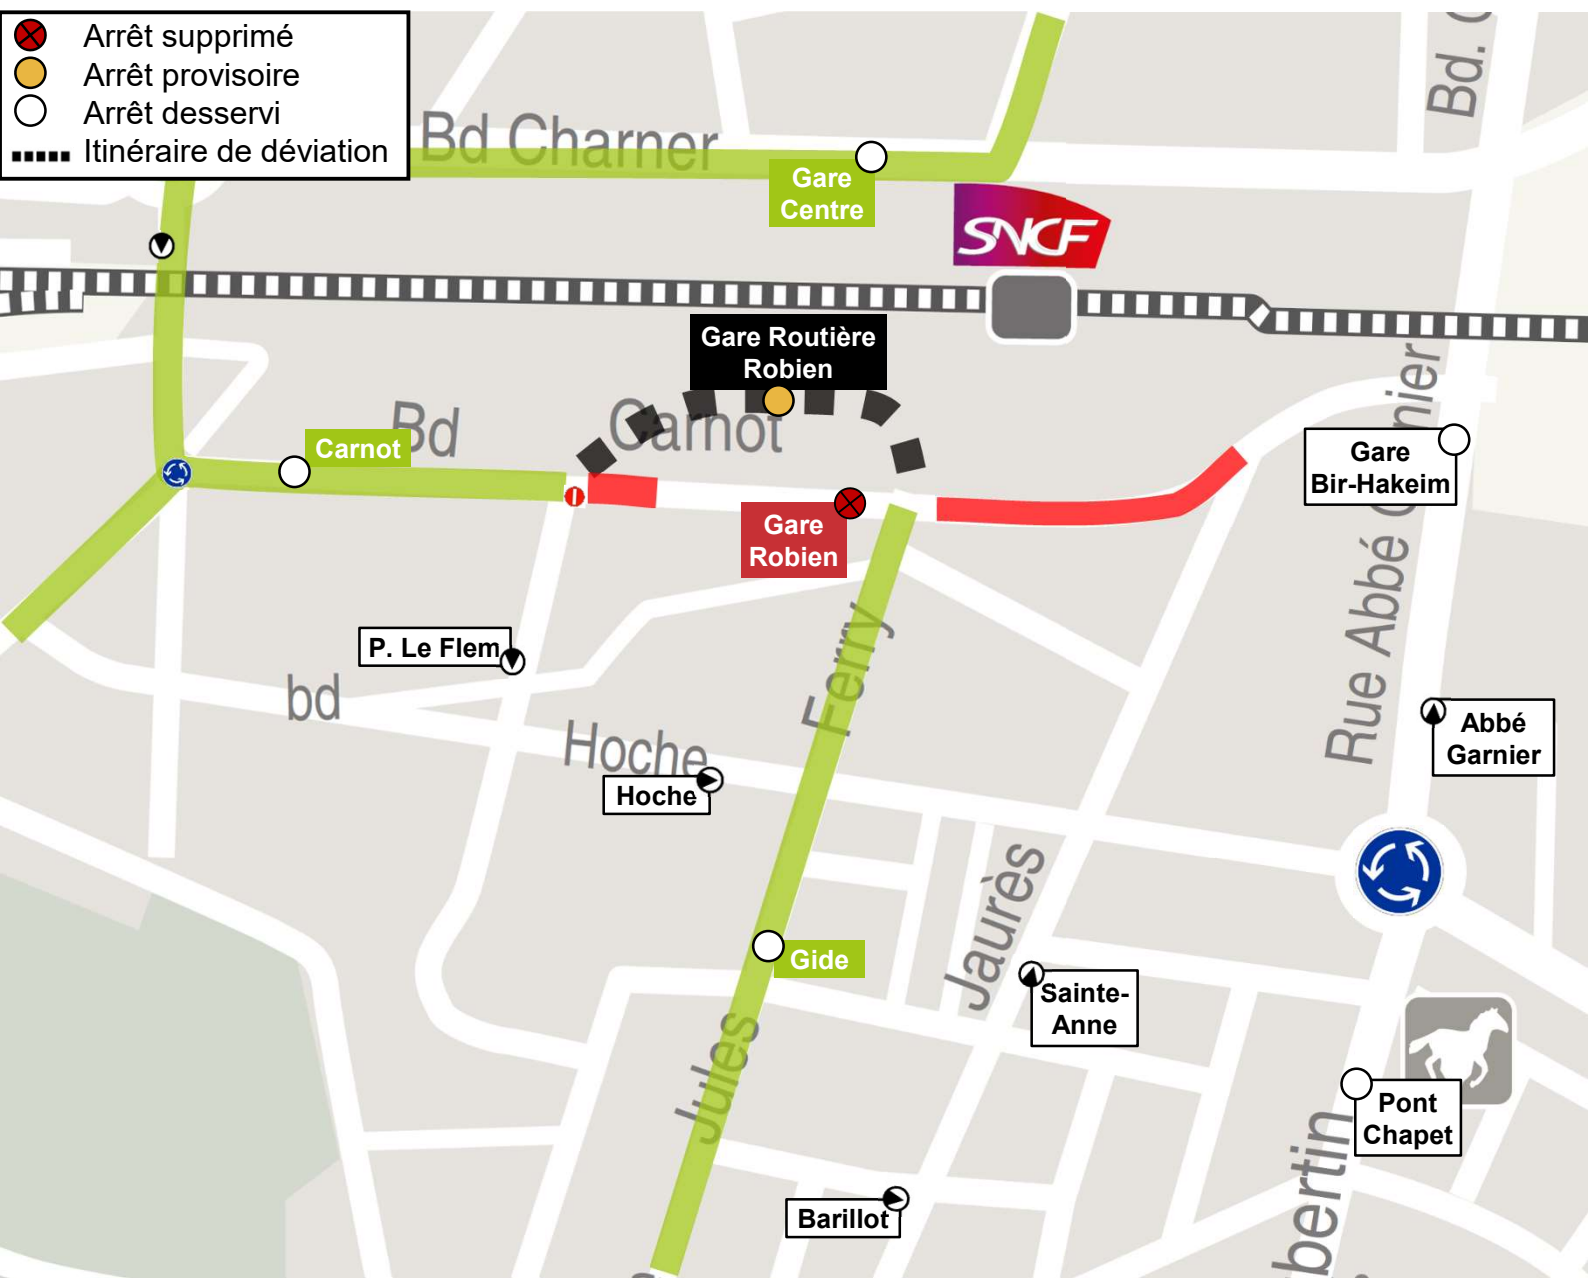 Arrêt supprimé
Arrêt provisoire
Arrêt desservi
Itinéraire de déviation
Bd. C
Bd Charner
Gare
Centre
SNCF
Gare Routière
Robien
Bd
Carnot
Carnot
Gare
Bir-Hakeim
Gare
Robien
Rue Abbé Garnier
P. Le Flem
Ferry
bd
Hoche
Hoche
Abbé
Garnier
Jaurès
Gide
Sainte-
Anne
Jules
Pont
Chapet
bertin
Barillot